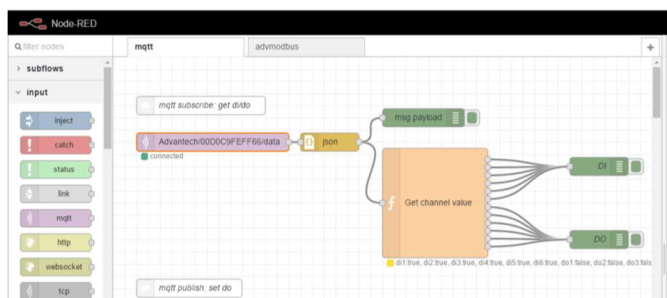 Node-RED
filter nodes
mqtt
advmodbus
+
subflows
input
inject
catch
status
link
mqtt
http
websocket
tcp
mqtt subscribe: get di/do
Advantech/00D0C9FEFF66/data
connected
json
msg.payload
f
Get channel value
DI
DO
di1:true, di2:true, di3:true, di4:true, di5:true, di6:true, do1:false, do2:false, do3:fals
mqtt publish: set do